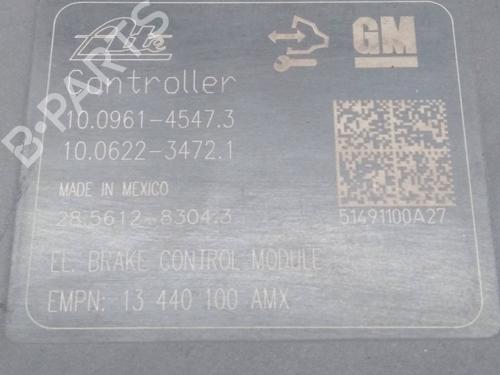 Ate
GM
Controller
10.0961-4547.3
10.0622-3472.1
MADE IN MEXICO
28.5612-8304.3
51491100A27
EL. BRAKE CONTROL MODULE
EMPN: 13 440 100 AMX
B-PARTS